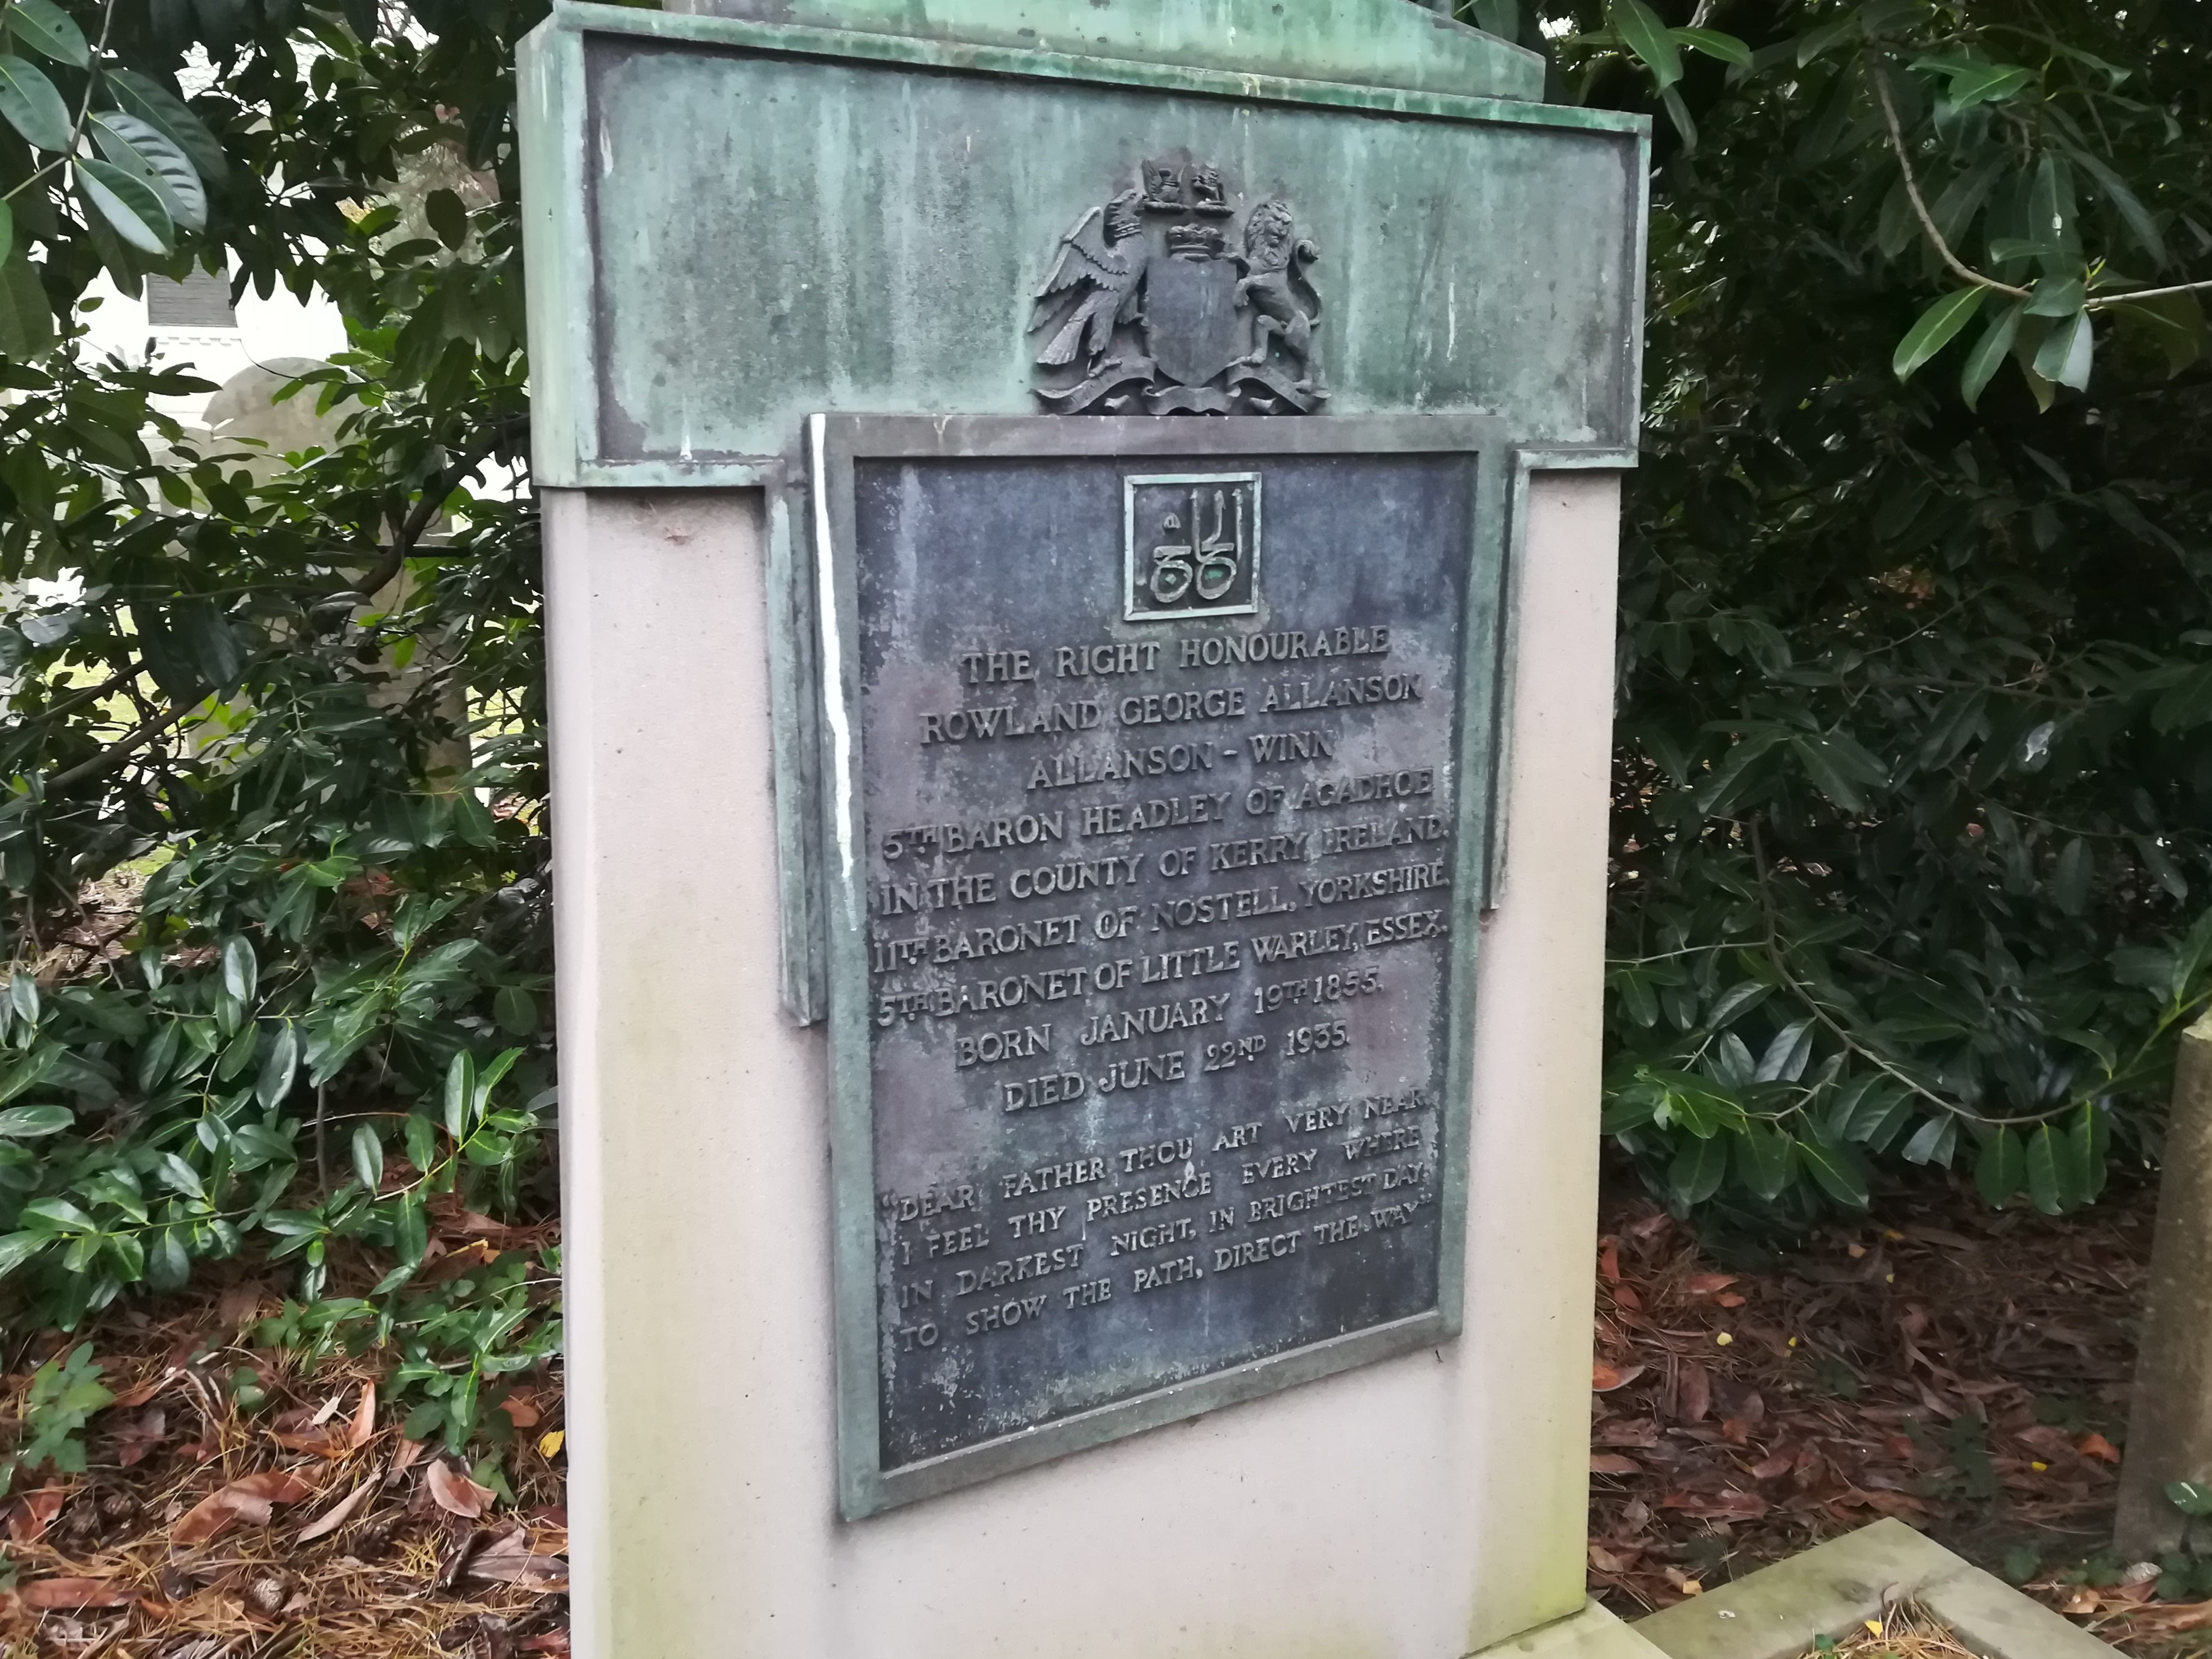 THE RIGHT HONOURABLE
ROWLAND GEORGE ALLANSON
ALLANSON - WINN
5TH BARON HEADLEY OF AGADHOE
IN THE COUNTY OF KERRY, IRELAND.
11TH BARONET OF NOSTELL, YORKSHIRE.
5TH BARONET OF LITTLE WARLEY, ESSEX.
BORN JANUARY 19TH 1855.
DIED JUNE 22ND 1935.
"DEAR FATHER THOU ART VERY NEAR
I FEEL THY PRESENCE EVERY WHERE
IN DARKEST NIGHT, IN BRIGHTEST DAY,
TO SHOW THE PATH, DIRECT THE WAY"